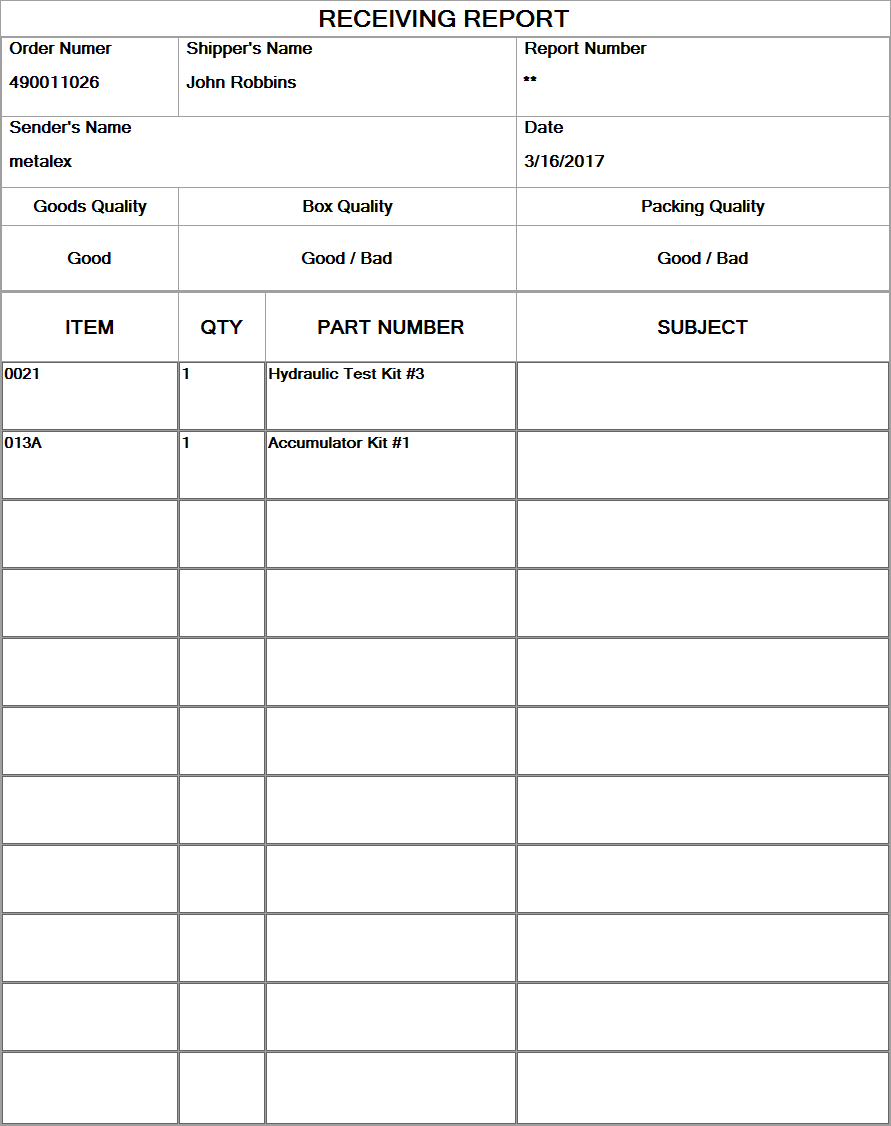 RECEIVING REPORT
Order Numer Shipper's Name Report Number
490011026 John Robbins **
Sender's Name Date
metalex 3/16/2017
Goods Quality Box Quality Packing Quality
Good Good / Bad Good / Bad
ITEM QTY PART NUMBER SUBJECT
0021 1 Hydraulic Test Kit #3
013A 1 Accumulator Kit #1